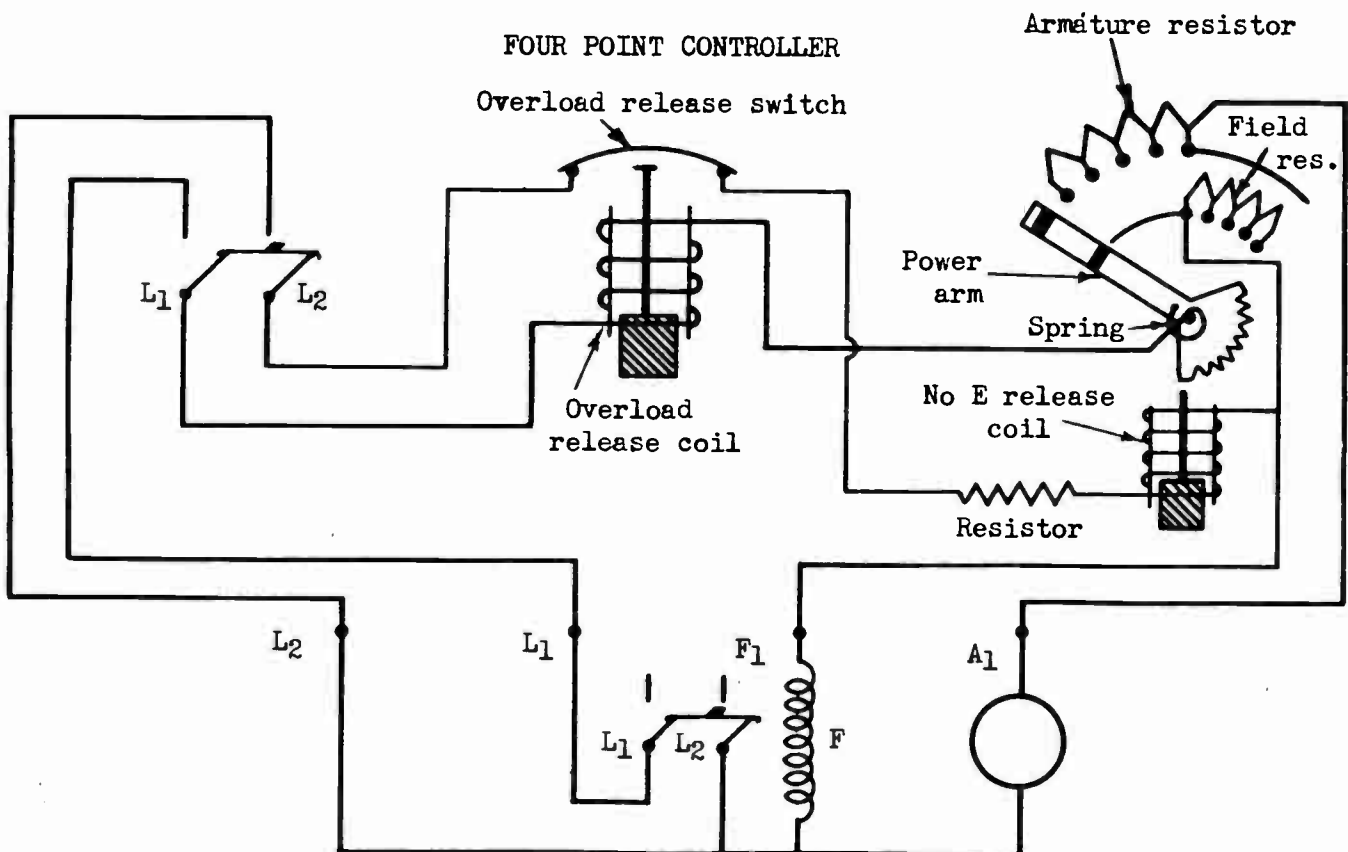 FOUR POINT CONTROLLER
Armature resistor
Overload release switch
Field
res.
L1
L2
Power
arm
Spring
Overload
release coil
No E release
coil
Resistor
L2
L1
F1
A1
L1
L2
F